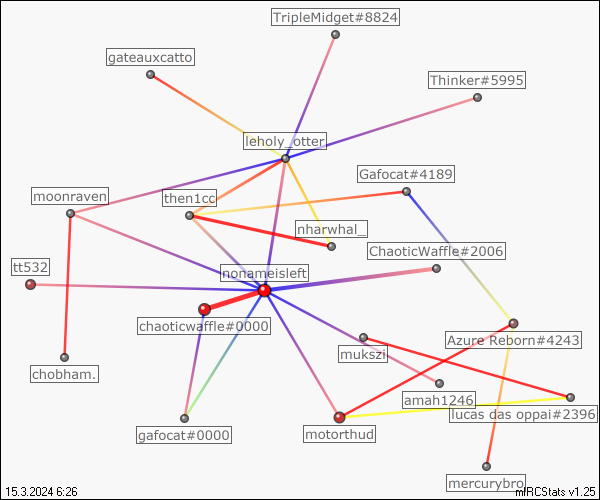 TripleMidget#8824
gateauxcatto
Thinker#5995
leholy_otter
Gafocat#4189
moonraven
then1cc
nharwhal_
ChaoticWaffle#2006
tt532
nonameisleft
chaoticwaffle#0000
Azure Reborn#4243
mukszi
chobham.
amah1246
lucas das oppai#2396
gafocat#0000
motorthud
mercurybro
15.3.2024 6:26
mIRCStats v1.25